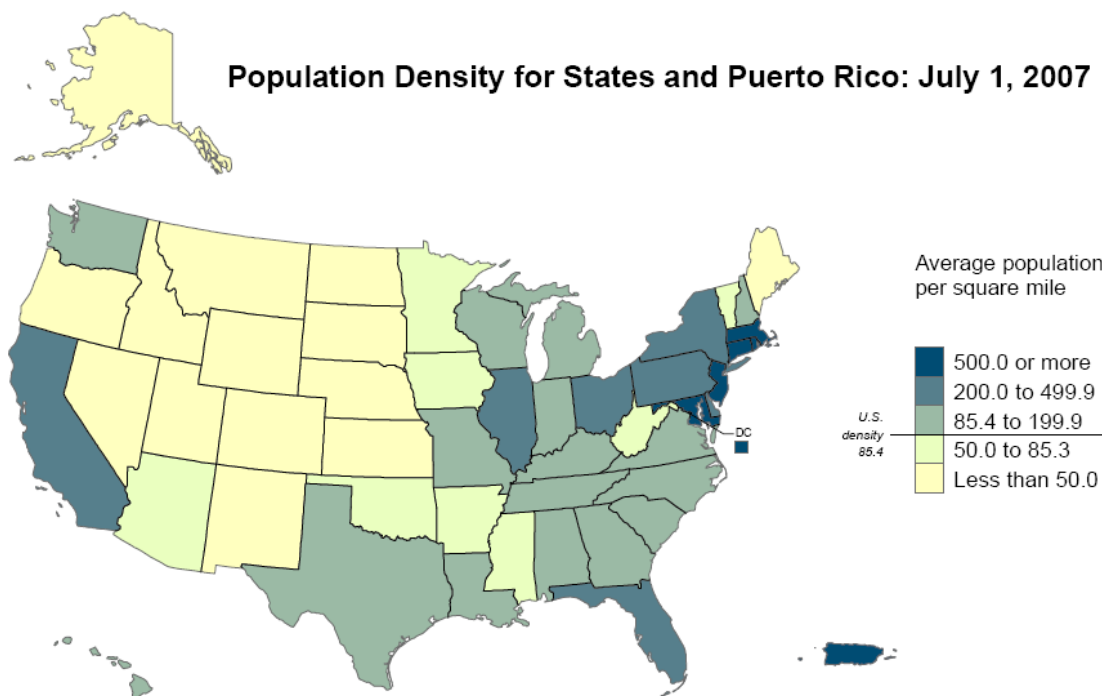 Population Density for States and Puerto Rico: July 1, 2007
Average population
per square mile
500.0 or more
200.0 to 499.9
85.4 to 199.9
50.0 to 85.3
Less than 50.0
U.S.
density
85.4
DC